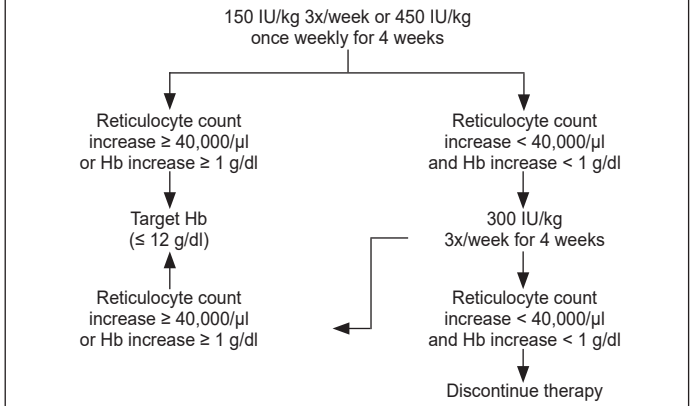 150 IU/kg 3x/week or 450 IU/kg
once weekly for 4 weeks
Reticulocyte count
increase ≥ 40,000/µl
or Hb increase ≥ 1 g/dl
Reticulocyte count
increase < 40,000/µl
and Hb increase < 1 g/dl
Target Hb
(≤ 12 g/dl)
300 IU/kg
3x/week for 4 weeks
Reticulocyte count
increase ≥ 40,000/µl
or Hb increase ≥ 1 g/dl
Reticulocyte count
increase < 40,000/µl
and Hb increase < 1 g/dl
Discontinue therapy